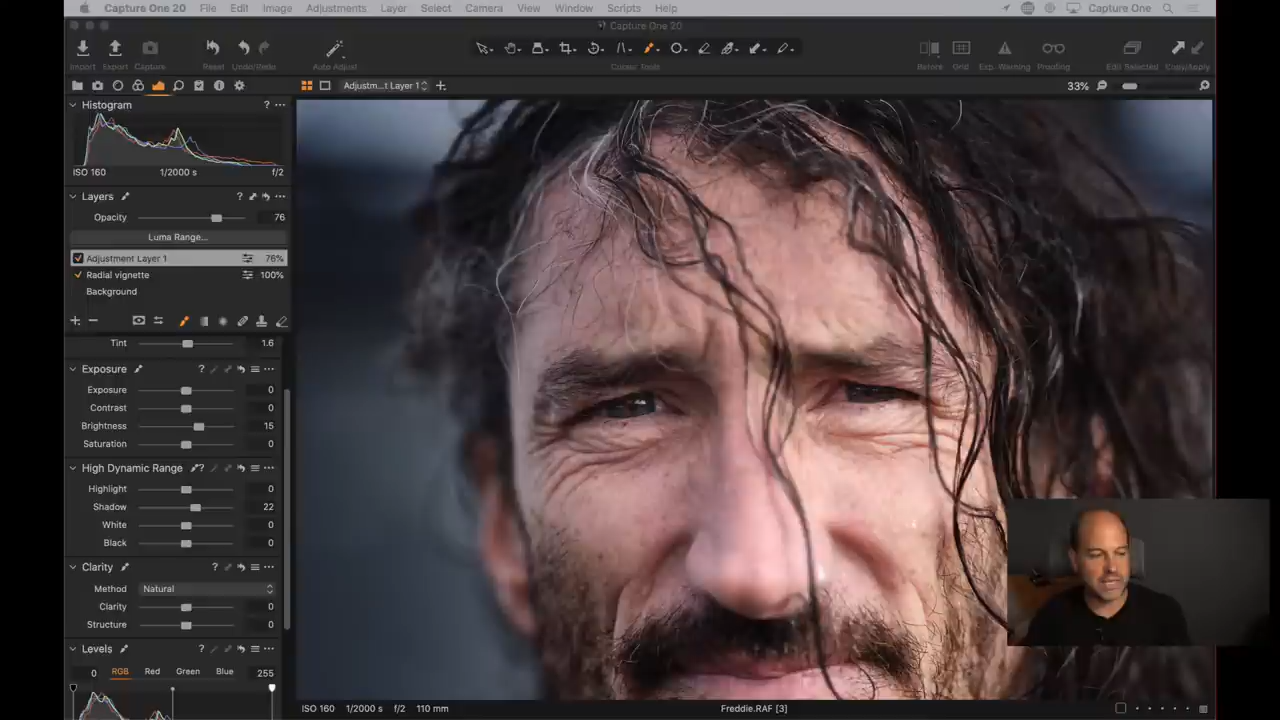 Capture One 20 File Edit Image Adjustments Layer Select Camera View Window Scripts Help Capture One
Capture One 20
Import Export Capture Reset Undo/Redo Auto Adjust Cursor Tools Before Grid Exp. Warning Proofing Edit Selected Copy/Apply
Adjustm...t Layer 1 33%
Histogram ?
ISO 160 1/2000 s f/2
Layers ?
Opacity 76
Luma Range...
Adjustment Layer 1 76%
Radial vignette 100%
Background
Tint 1.6
Exposure ?
Exposure 0
Contrast 0
Brightness 15
Saturation 0
High Dynamic Range ?
Highlight 0
Shadow 22
White 0
Black 0
Clarity ?
Method Natural
Clarity 0
Structure 0
Levels ?
0 RGB Red Green Blue 255
ISO 160 1/2000 s f/2 110 mm Freddie.RAF [3]